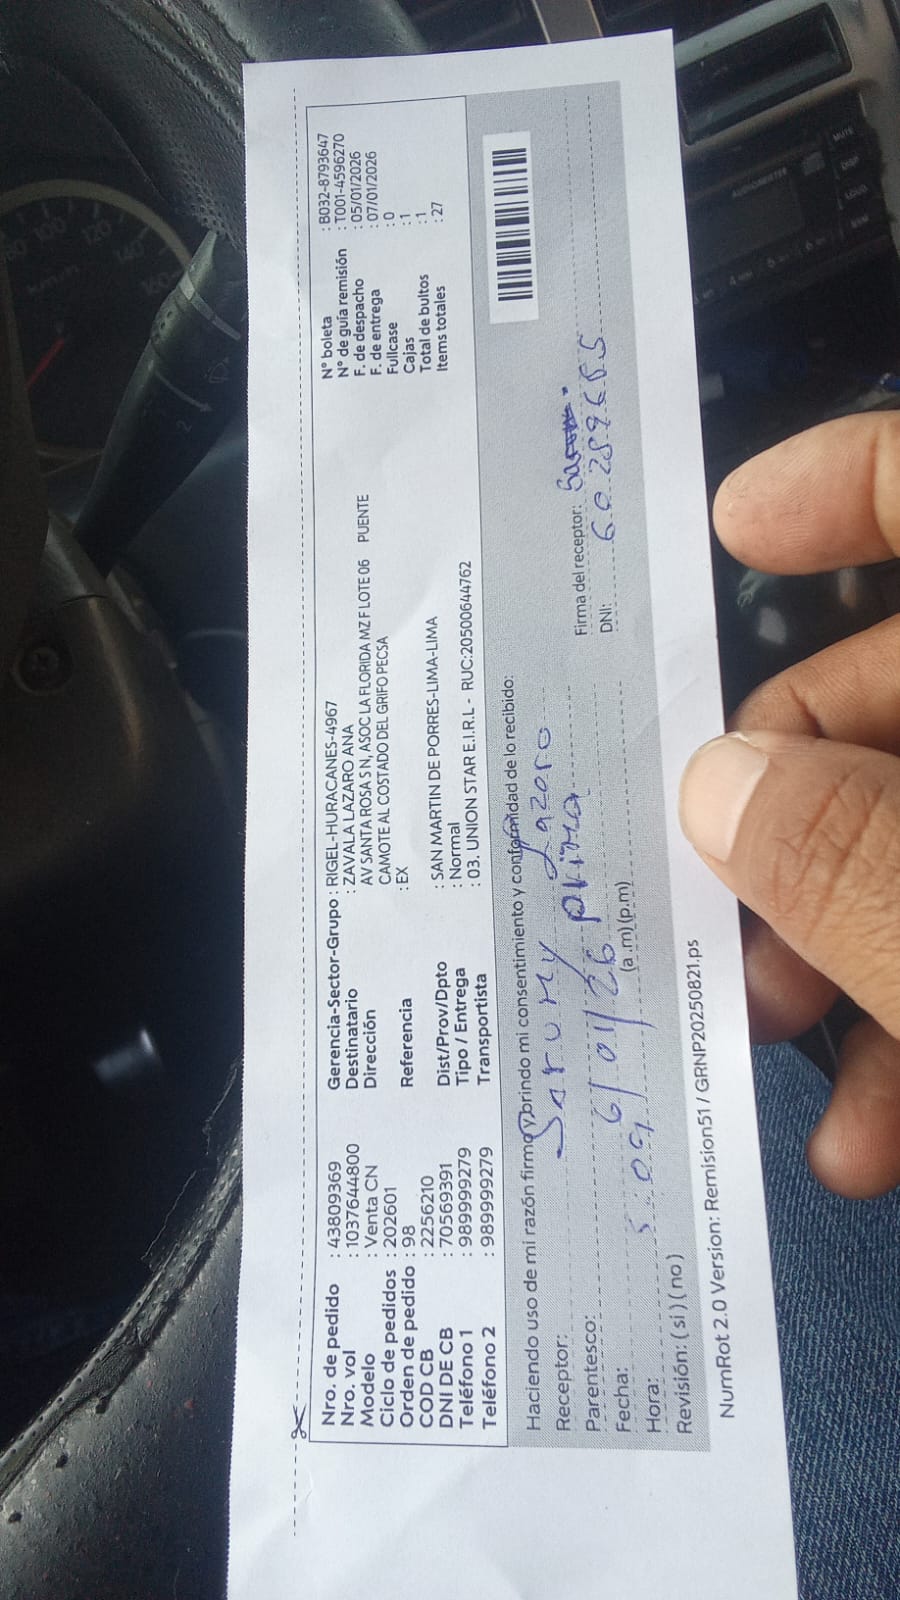 Nro. de pedido : 43809369
Nro. vol : 1037644800
Modelo : Venta CN
Ciclo de pedidos : 202601
Orden de pedido : 98
COD CB : 2256210
DNI DE CB : 70569391
Teléfono 1 : 989999279
Teléfono 2 : 989999279
Gerencia-Sector-Grupo : RIGEL-HURACANES-4967
Destinatario : ZAVALA LAZARO ANA
Dirección AV SANTA ROSA S N, ASOC LA FLORIDA MZ F LOTE 06 PUENTE
CAMOTE AL COSTADO DEL GRIFO PECSA
Referencia : EX
Dist/Prov/Dpto : SAN MARTIN DE PORRES-LIMA-LIMA
Tipo / Entrega : Normal
Transportista : 03. UNION STAR E.I.R.L - RUC:20500644762
N° boleta : B032-8793647
N° de guía remisión : T001-4596270
F. de despacho : 05/01/2026
F. de entrega : 07/01/2026
Fullcase : 0
Cajas : 1
Total de bultos : 1
Items totales : 27
Haciendo uso de mi razón firmo y brindo mi consentimiento y conformidad de lo recibido:
Receptor: Lazaro
Parentesco: prima
Fecha: 6/01/26
Hora: 5:09 (a.m)(p.m)
Revisión: (si) (no)
Firma del receptor:
DNI: 60289685
NumRot 2.0 Version: Remision51 / GRNP20250821.ps